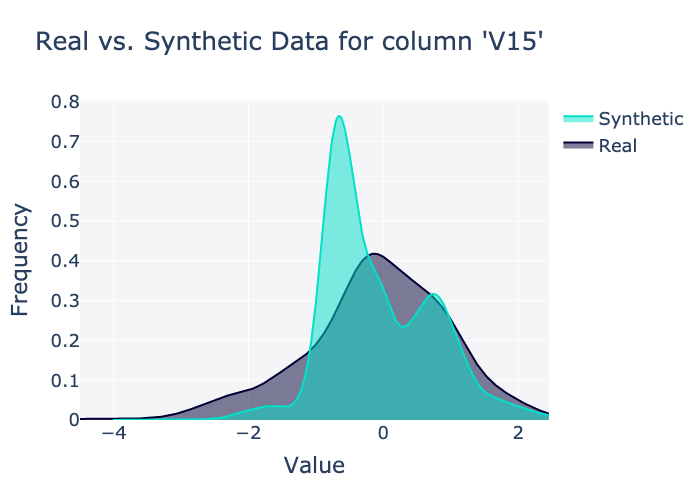 Real vs. Synthetic Data for column 'V15'
Synthetic
Real
Frequency
0.8
0.7
0.6
0.5
0.4
0.3
0.2
0.1
0
−4
−2
0
2
Value